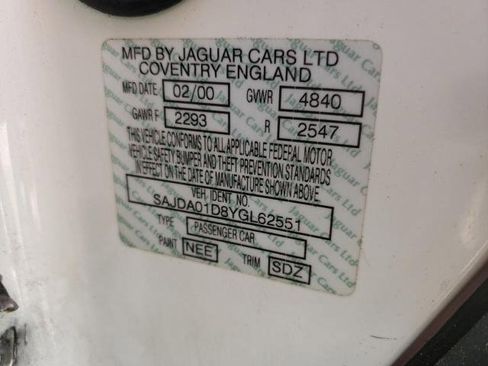 MFD BY JAGUAR CARS LTD
COVENTRY ENGLAND
MFD DATE 02/00 GVWR 4840
GAWR F 2293 R 2547
THIS VEHICLE CONFORMS TO ALL APPLICABLE FEDERAL MOTOR
VEHICLE SAFETY BUMPER AND THEFT PREVENTION STANDARDS
IN EFFECT ON THE DATE OF MANUFACTURE SHOWN ABOVE.
VEH. IDENT NO.
SAJDA01D8YGL62551
TYPE PASSENGER CAR
PAINT NEE TRIM SDZ